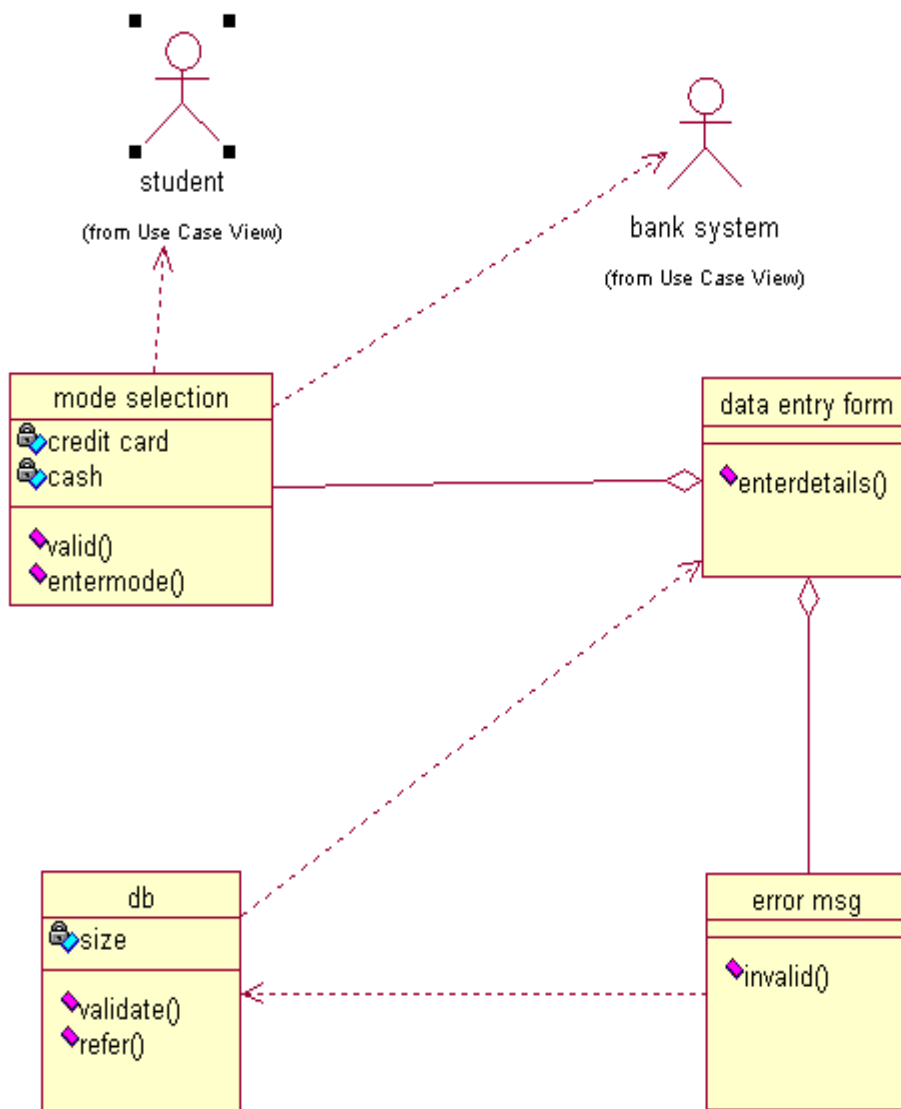 student
(from Use Case View)
bank system
(from Use Case View)
mode selection
credit card
cash
valid()
entermode()
data entry form
enterdetails()
db
size
validate()
refer()
error msg
invalid()